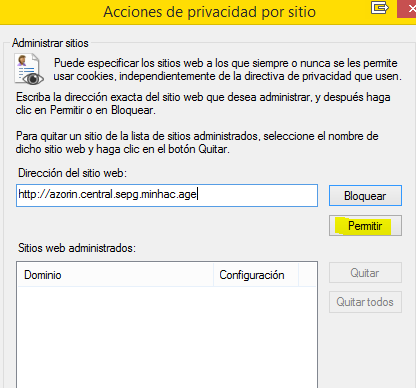 Acciones de privacidad por sitio
Administrar sitios
Puede especificar los sitios web a los que siempre o nunca se les permite
usar cookies, independientemente de la directiva de privacidad que usen.
Escriba la dirección exacta del sitio web que desea administrar, y después haga
clic en Permitir o en Bloquear.
Para quitar un sitio de la lista de sitios administrados, seleccione el nombre de
dicho sitio web y haga clic en el botón Quitar.
Dirección del sitio web:
http://azorin.central.sepg.minhac.age
Bloquear
Permitir
Sitios web administrados:
Dominio Configuración
Quitar
Quitar todos